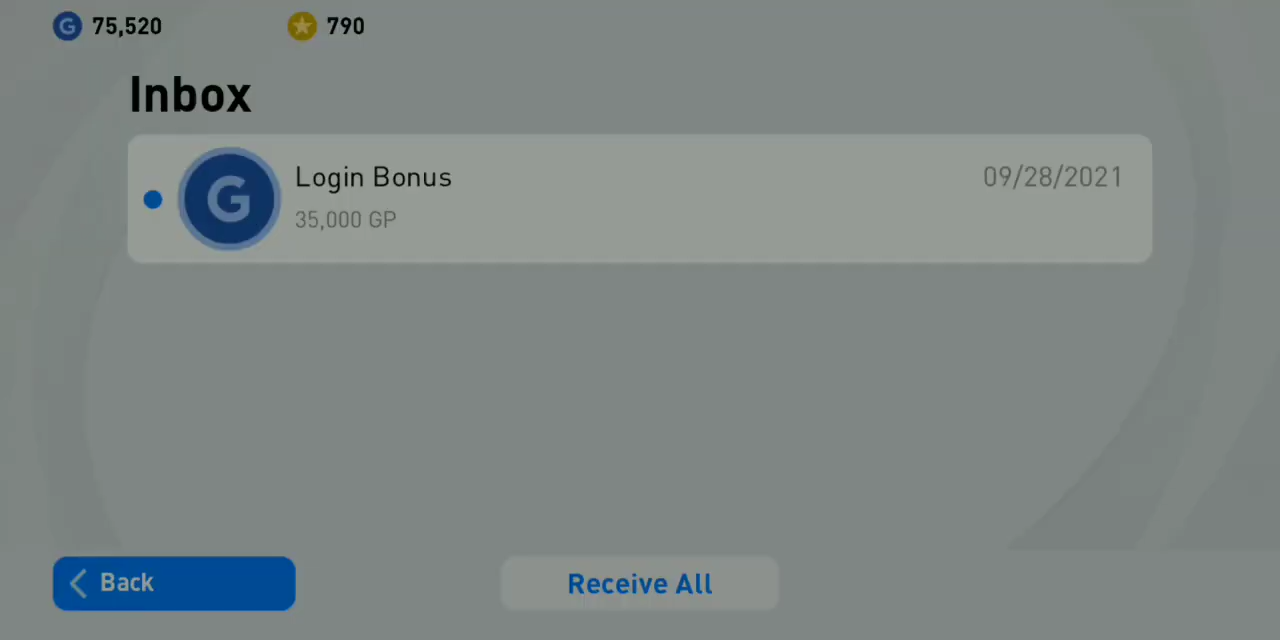 G 75,520 790
Inbox
Login Bonus 09/28/2021
G
35,000 GP
Back Receive All